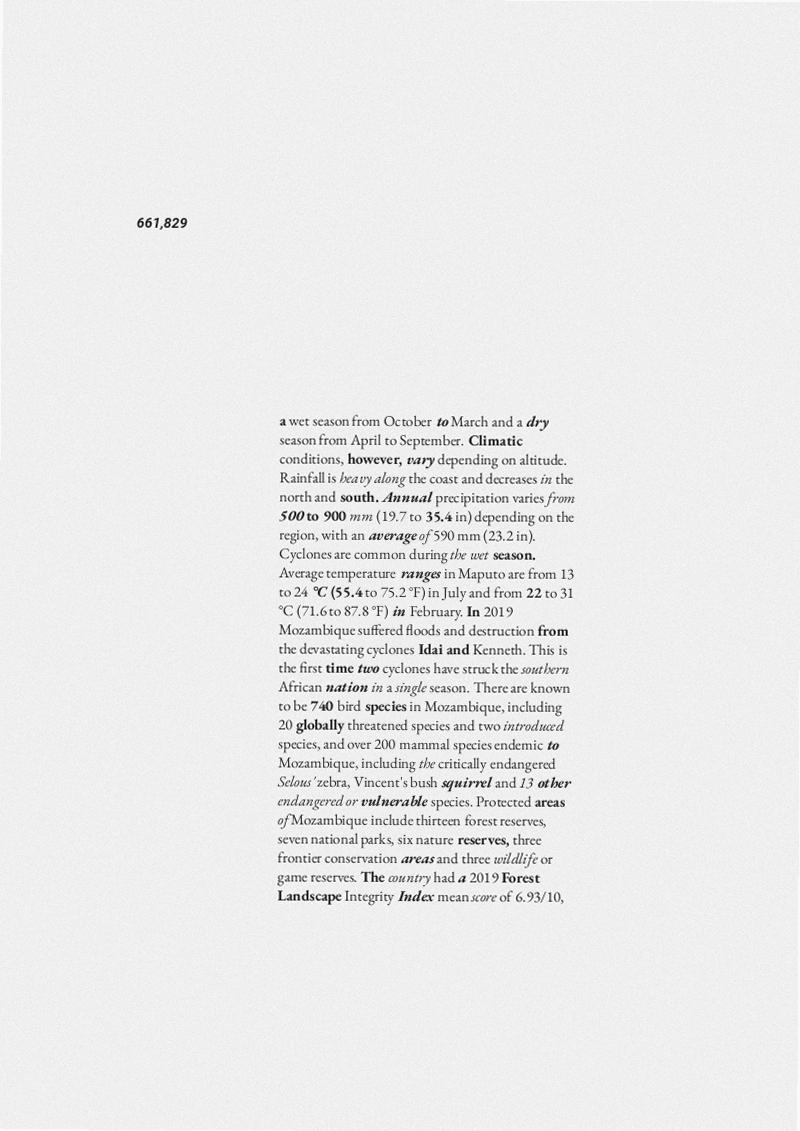 661,829
a wet season from October to March and a dry
season from April to September. Climatic
conditions, however, vary depending on altitude.
Rainfall is heavy along the coast and decreases in the
north and south. Annual precipitation varies from
500 to 900 mm (19.7 to 35.4 in) depending on the
region, with an average of 590 mm (23.2 in).
Cyclones are common during the wet season.
Average temperature ranges in Maputo are from 13
to 24 °C (55.4 to 75.2 °F) in July and from 22 to 31
°C (71.6 to 87.8 °F) in February. In 2019
Mozambique suffered floods and destruction from
the devastating cyclones Idai and Kenneth. This is
the first time two cyclones have struck the southern
African nation in a single season. There are known
to be 740 bird species in Mozambique, including
20 globally threatened species and two introduced
species, and over 200 mammal species endemic to
Mozambique, including the critically endangered
Selous' zebra, Vincent's bush squirrel and 13 other
endangered or vulnerable species. Protected areas
of Mozambique include thirteen forest reserves,
seven national parks, six nature reserves, three
frontier conservation areas and three wildlife or
game reserves. The country had a 2019 Forest
Landscape Integrity Index mean score of 6.93/10,